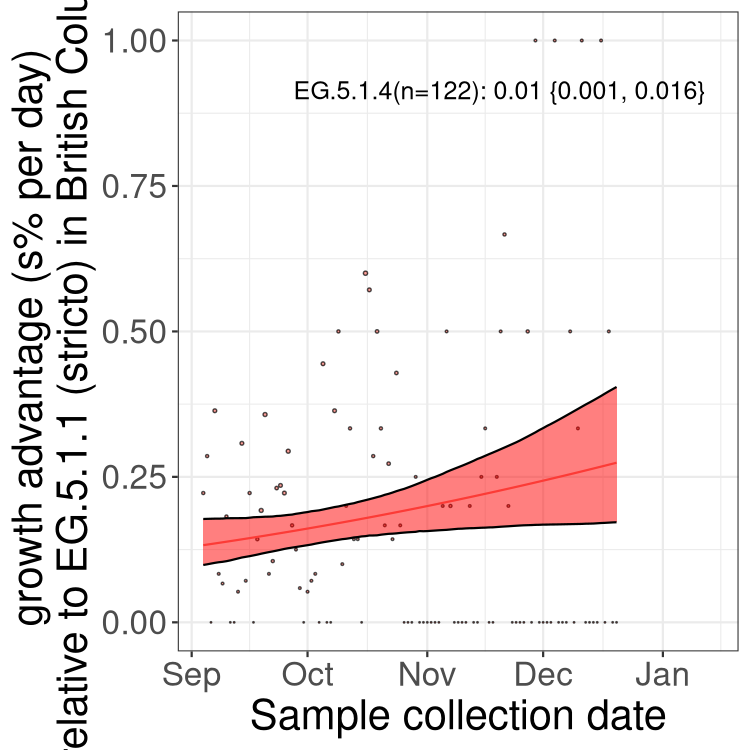 growth advantage (s% per day)
relative to EG.5.1.1 (stricto) in British
1.00
0.75
0.50
0.25
0.00
EG.5.1.4(n=122): 0.01 {0.001, 0.016}
Sep Oct Nov Dec Jan
Sample collection date